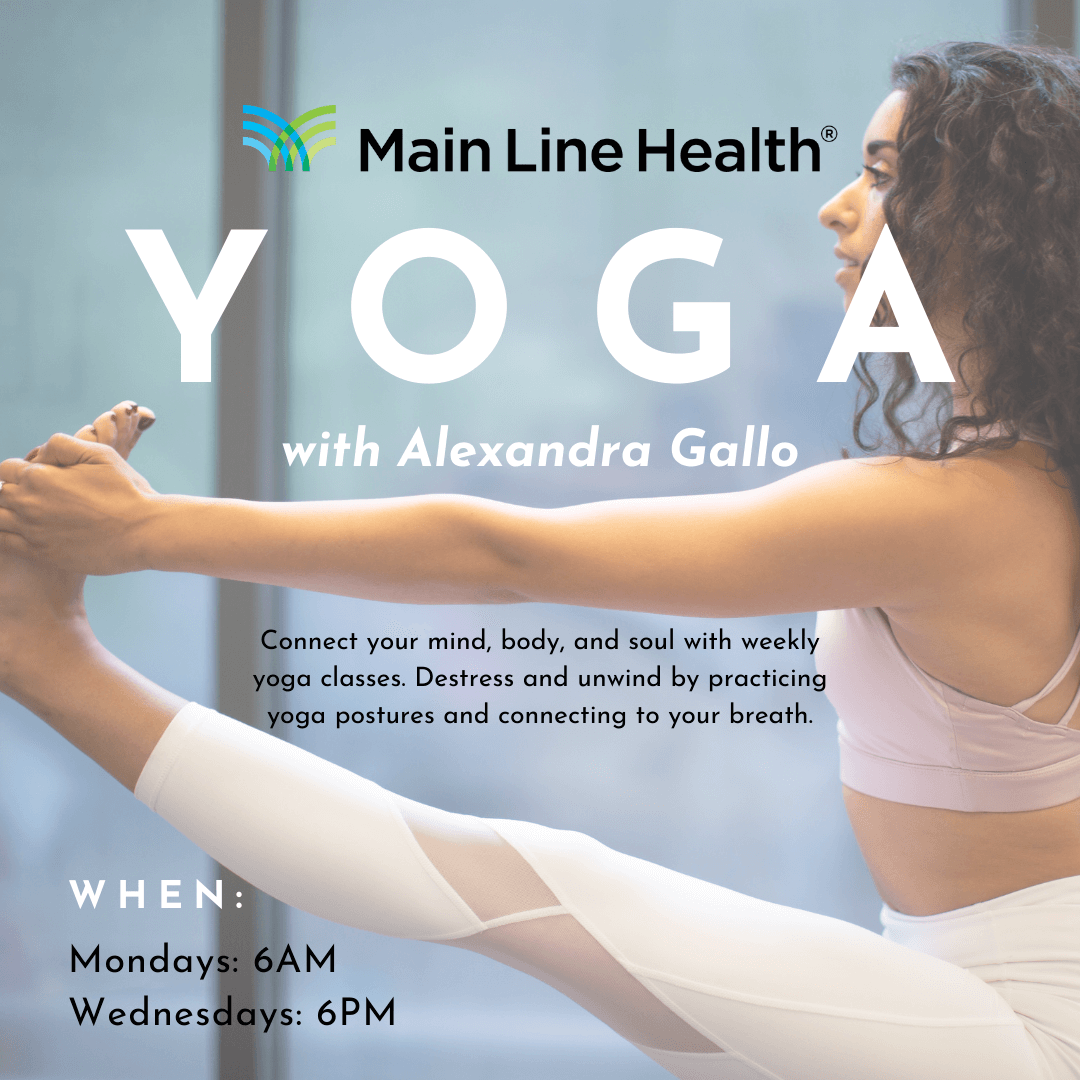 Main Line Health®
YOGA
with Alexandra Gallo
Connect your mind, body, and soul with weekly
yoga classes. Destress and unwind by practicing
yoga postures and connecting to your breath.
WHEN:
Mondays: 6AM
Wednesdays: 6PM